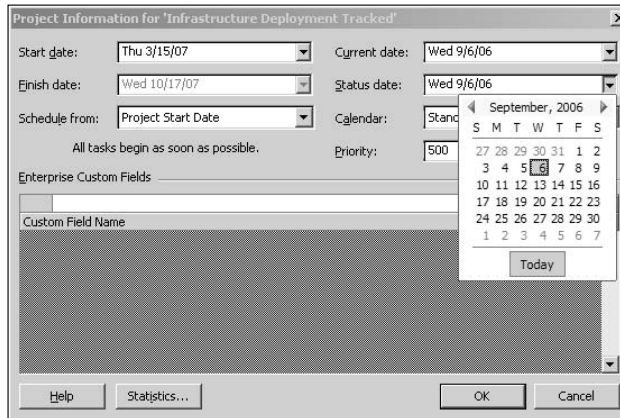 Project Information for 'Infrastructure Deployment Tracked'
Start date: Thu 3/15/07 Current date: Wed 9/6/06
Finish date: Wed 10/17/07 Status date: Wed 9/6/06
Schedule from: Project Start Date Calendar: Stanc
All tasks begin as soon as possible. Priority: 500
September, 2006
S M T W T F S
27 28 29 30 31 1 2
3 4 5 6 7 8 9
10 11 12 13 14 15 16
17 18 19 20 21 22 23
24 25 26 27 28 29 30
1 2 3 4 5 6 7
Today
Enterprise Custom Fields
Custom Field Name
Help Statistics... OK Cancel